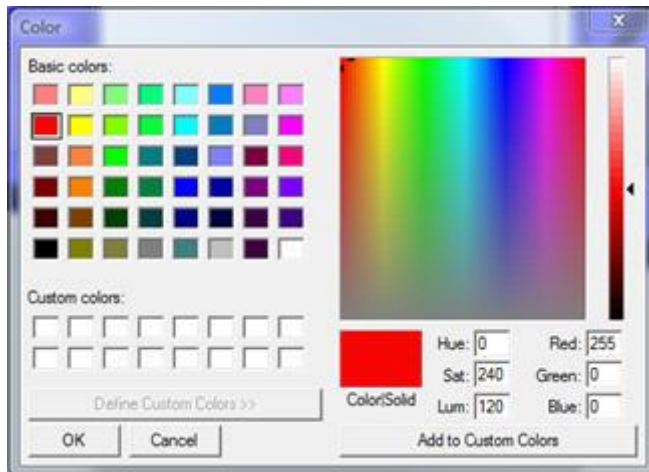 Color
x
Basic colors:
Custom colors:
Define Custom Colors >>
OK Cancel
Color|Solid
Hue: 0 Red: 255
Sat: 240 Green: 0
Lum: 120 Blue: 0
Add to Custom Colors